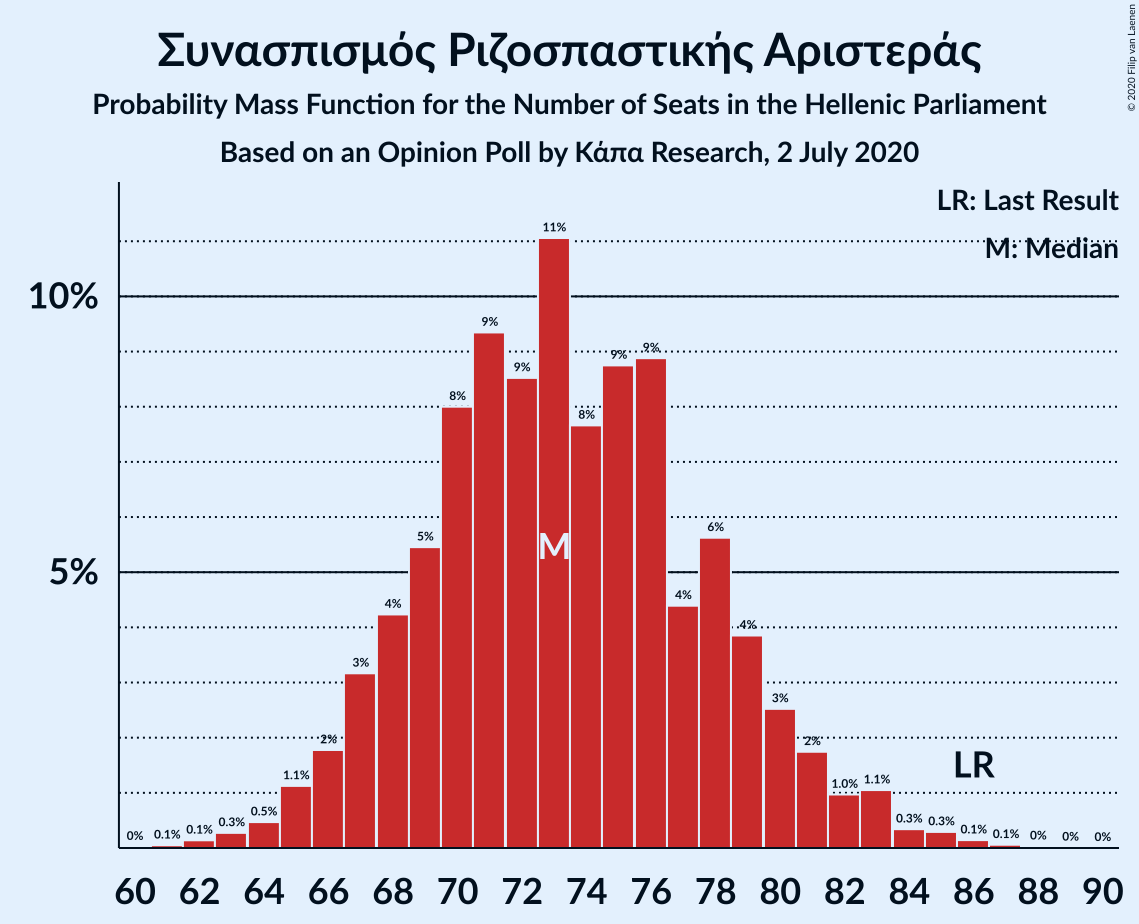 Συνασπισμός Ριζοσπαστικής Αριστεράς
Probability Mass Function for the Number of Seats in the Hellenic Parliament
Based on an Opinion Poll by Κάπα Research, 2 July 2020
© 2020 Filip van Laenen
LR: Last Result
M: Median
10%
5%
0% 0.1% 0.1% 0.3% 0.5% 1.1% 2% 3% 4% 5% 8% 9% 9% 11% 8% 9% 9% 4% 6% 4% 3% 2% 1.0% 1.1% 0.3% 0.3% 0.1% 0.1% 0% 0% 0%
M
LR
60 62 64 66 68 70 72 74 76 78 80 82 84 86 88 90